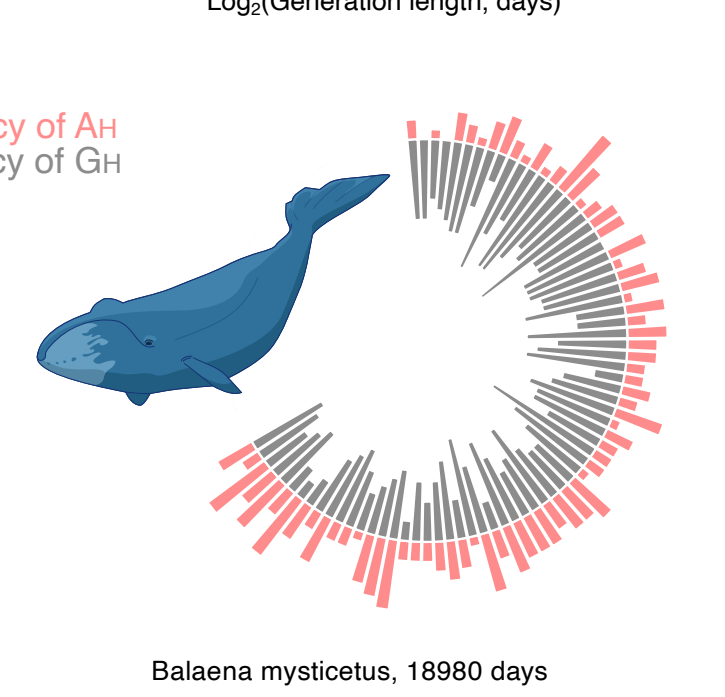 Log₂(Generation length, days)
cy of AH
cy of GH
Balaena mysticetus, 18980 days